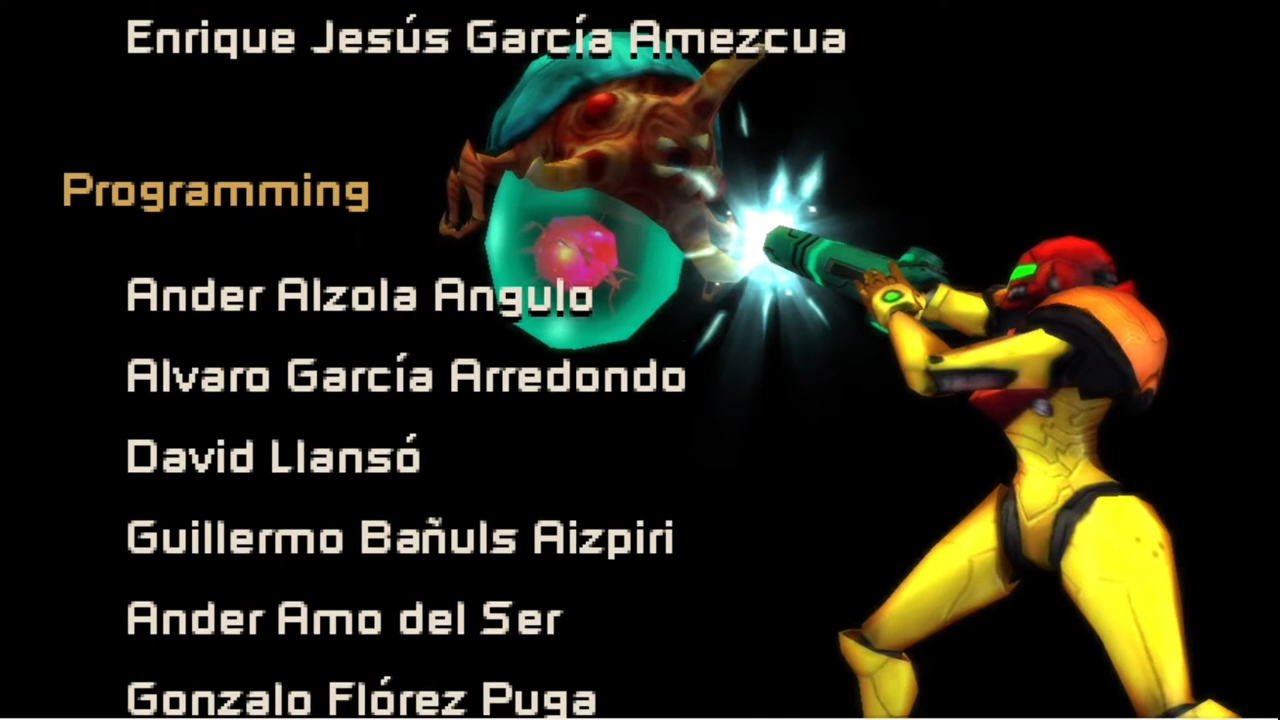 Enrique Jesús García Amezcua
Programming
Ander Alzola Angulo
Alvaro García Arredondo
David Llansó
Guillermo Bañuls Aizpiri
Ander Amo del Ser
Gonzalo Flórez Puga